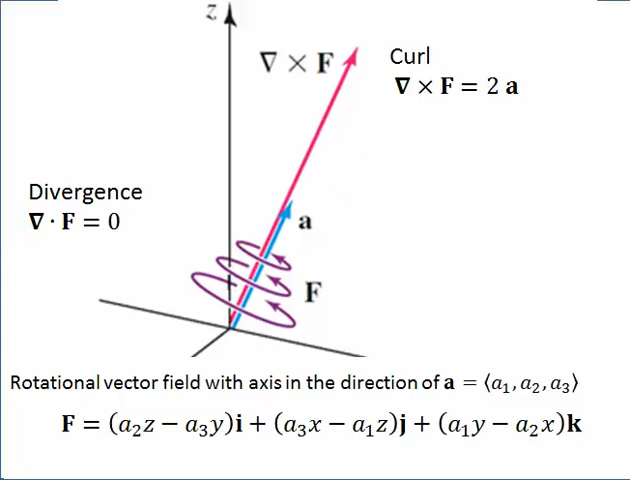 z
∇ × F
Curl
∇ × F = 2 a
Divergence
∇ · F = 0
a
F
Rotational vector field with axis in the direction of a = ⟨a₁, a₂, a₃⟩
F = (a₂z − a₃y)i + (a₃x − a₁z)j + (a₁y − a₂x)k